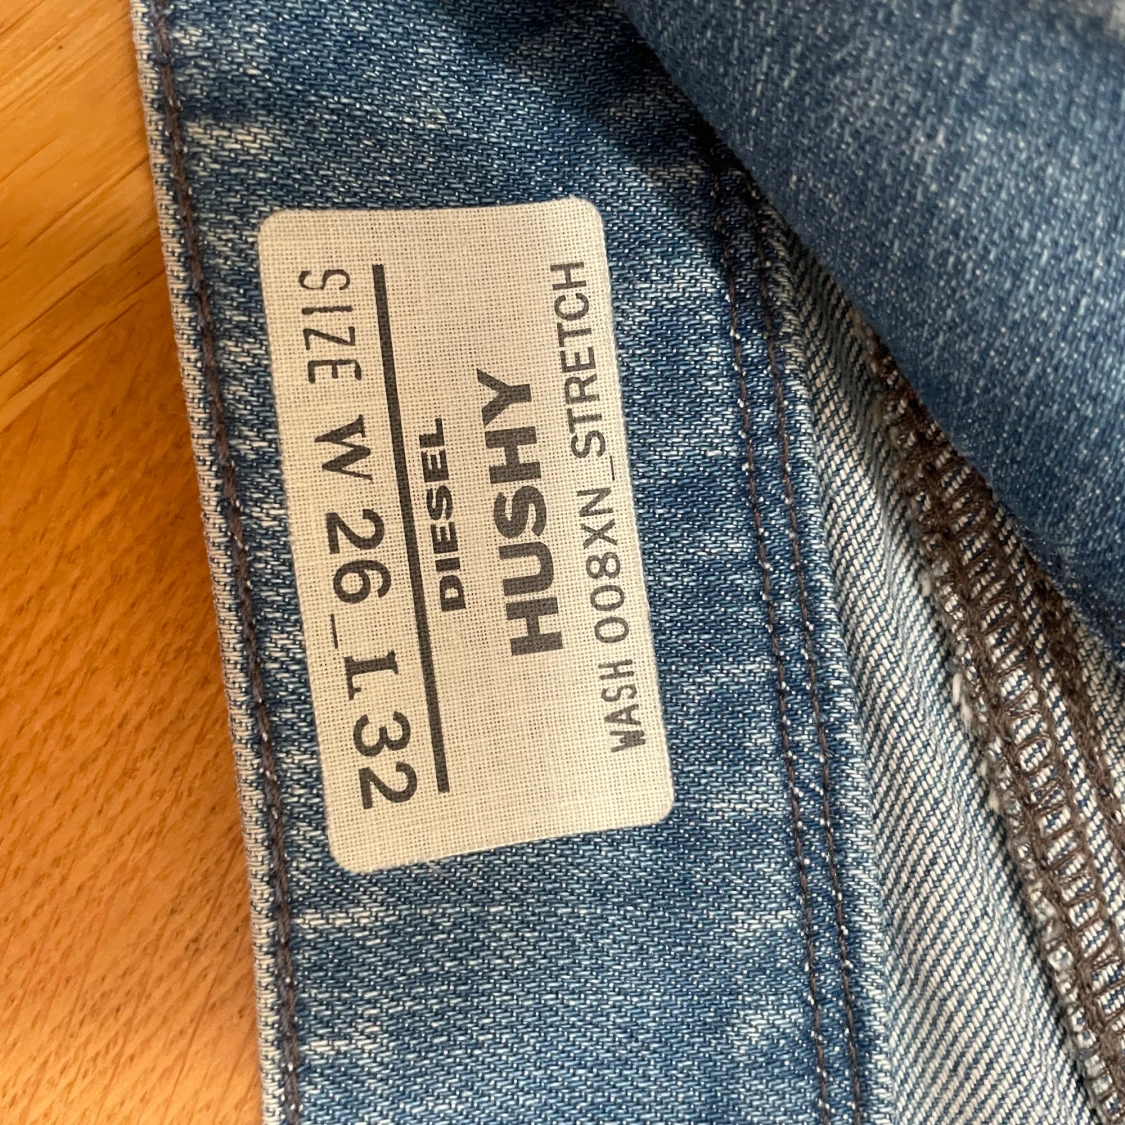 DIESEL
HUSHY
WASH 008XN_STRETCH
SIZE W 26_L 32